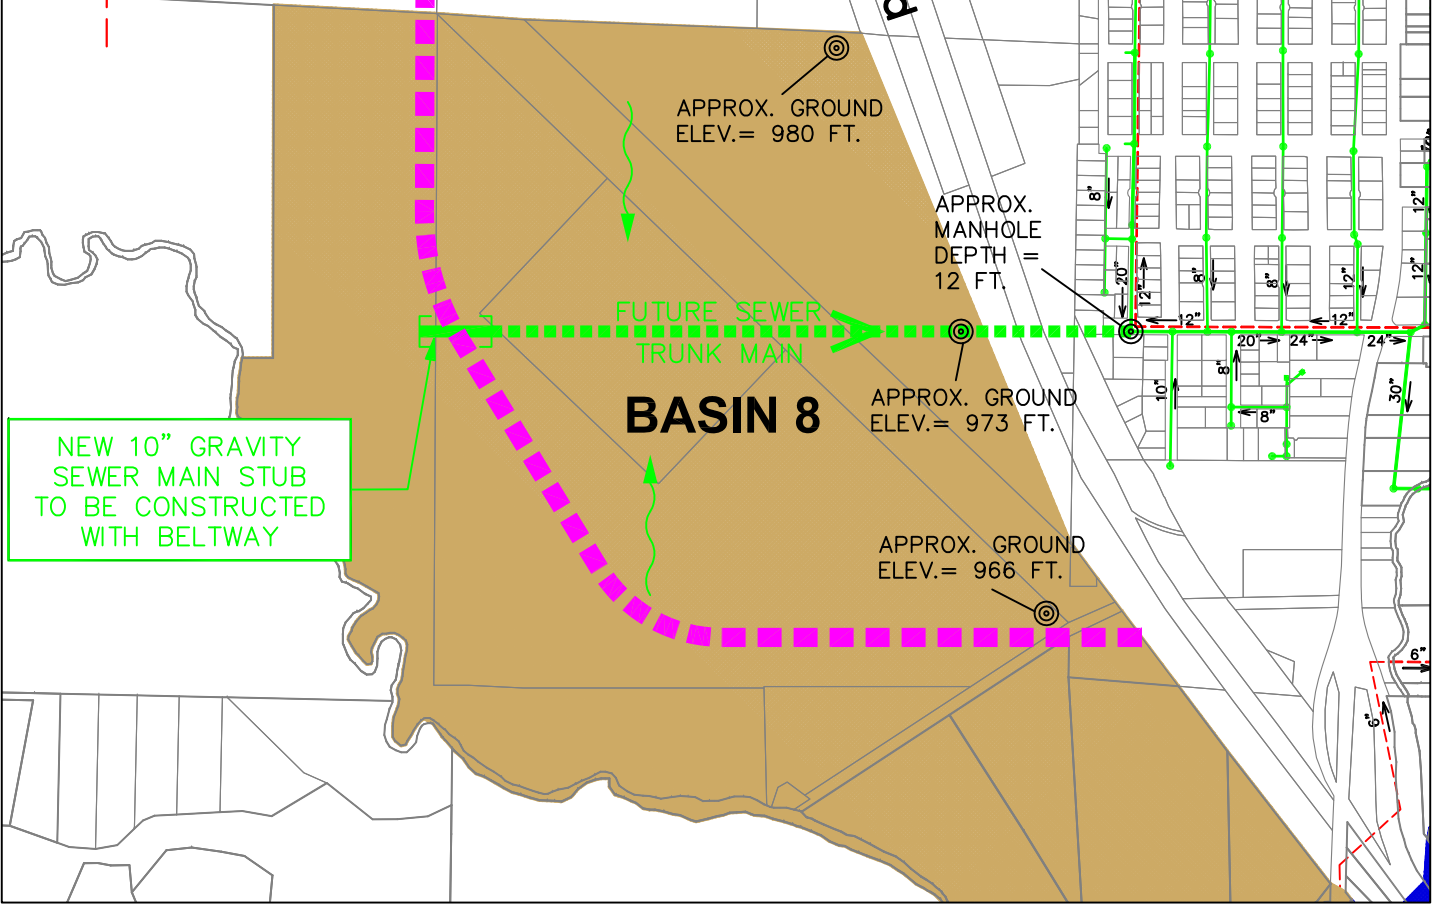 p
APPROX. GROUND
ELEV.= 980 FT.
APPROX.
MANHOLE
DEPTH =
12 FT.
8"
20"
12"
8"
8"
12"
12"
12"
FUTURE SEWER
TRUNK MAIN
12"
12"
20"
24"
24"
8"
10"
8"
30"
APPROX. GROUND
ELEV.= 973 FT.
BASIN 8
NEW 10" GRAVITY
SEWER MAIN STUB
TO BE CONSTRUCTED
WITH BELTWAY
APPROX. GROUND
ELEV.= 966 FT.
6"
6"